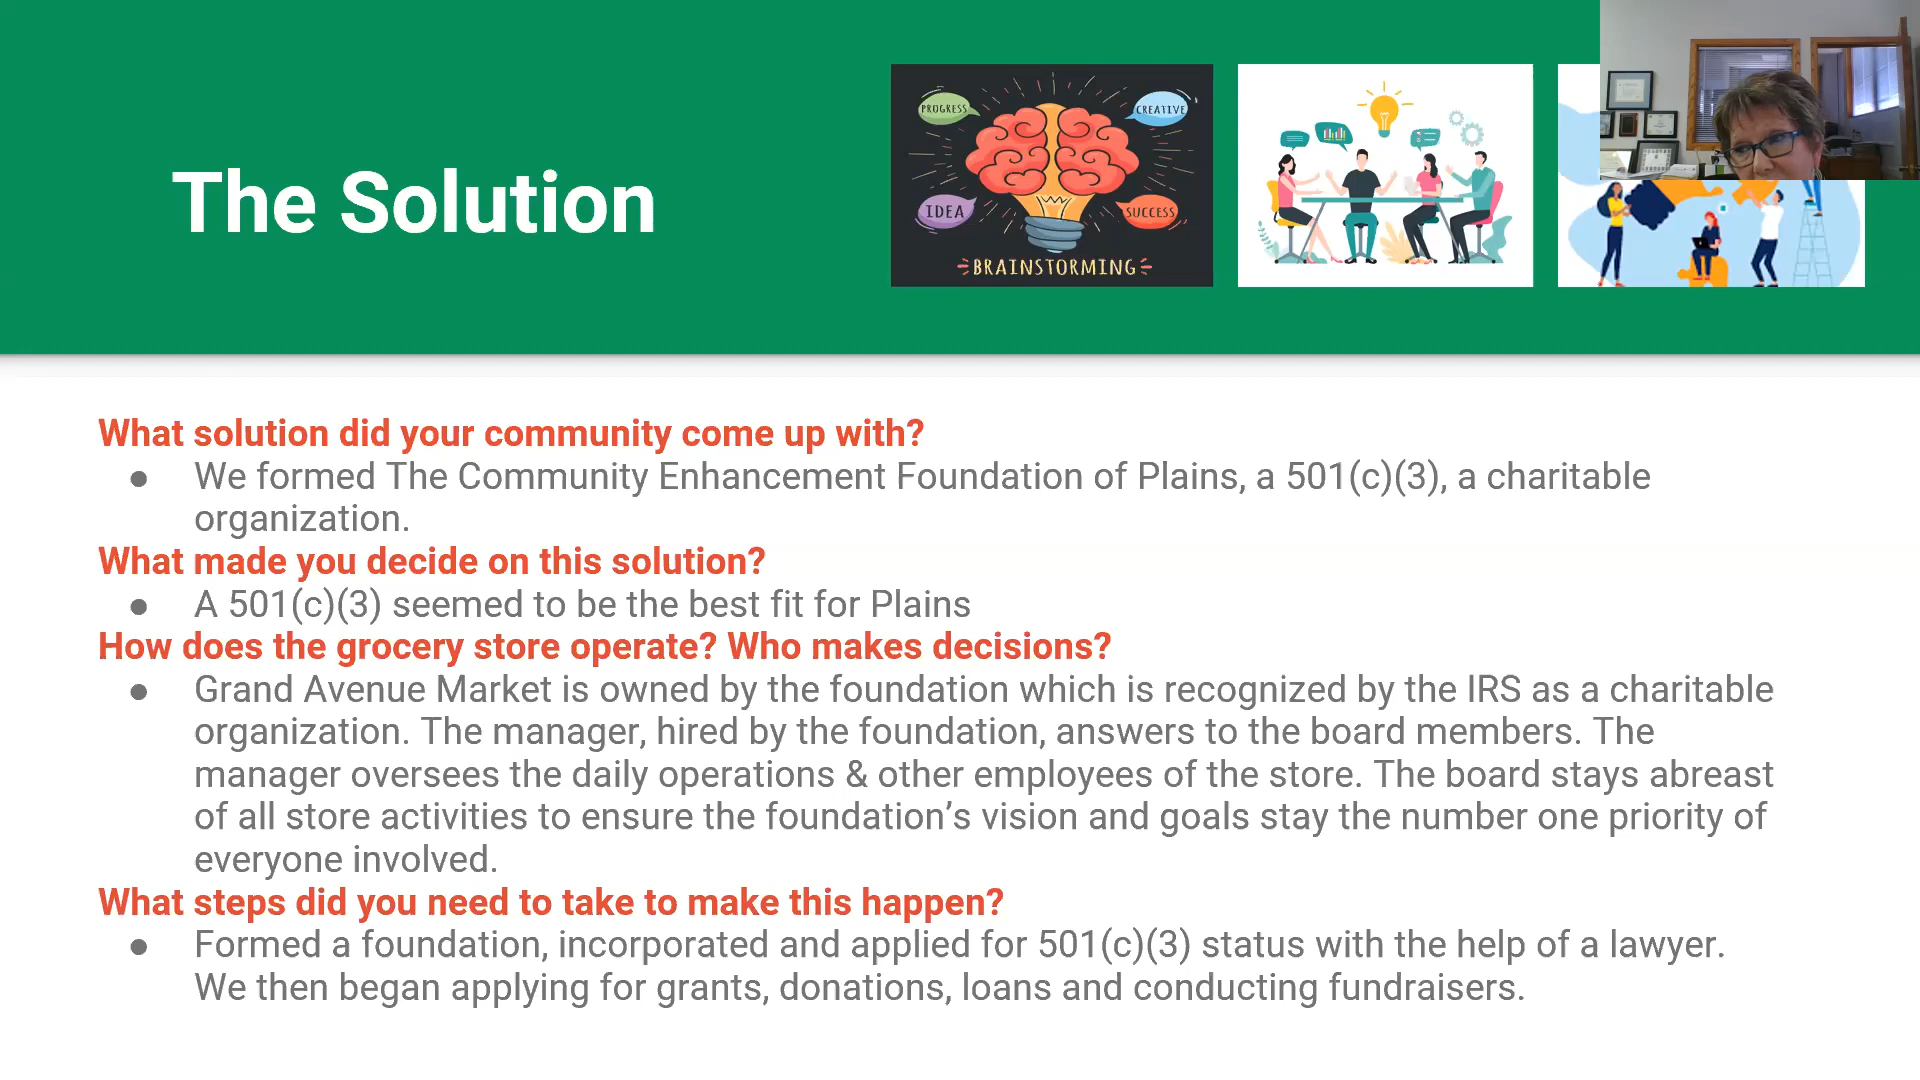 The Solution
PROGRESS
CREATIVE
IDEA
SUCCESS
BRAINSTORMING
What solution did your community come up with?
● We formed The Community Enhancement Foundation of Plains, a 501(c)(3), a charitable
organization.
What made you decide on this solution?
● A 501(c)(3) seemed to be the best fit for Plains
How does the grocery store operate? Who makes decisions?
● Grand Avenue Market is owned by the foundation which is recognized by the IRS as a charitable
organization. The manager, hired by the foundation, answers to the board members. The
manager oversees the daily operations & other employees of the store. The board stays abreast
of all store activities to ensure the foundation’s vision and goals stay the number one priority of
everyone involved.
What steps did you need to take to make this happen?
● Formed a foundation, incorporated and applied for 501(c)(3) status with the help of a lawyer.
We then began applying for grants, donations, loans and conducting fundraisers.